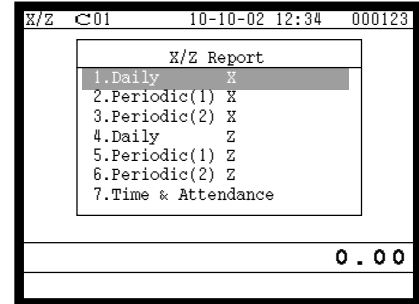 X/Z C01 10-10-02 12:34 000123
X/Z Report
1.Daily X
2.Periodic(1) X
3.Periodic(2) X
4.Daily Z
5.Periodic(1) Z
6.Periodic(2) Z
7.Time & Attendance
0.00